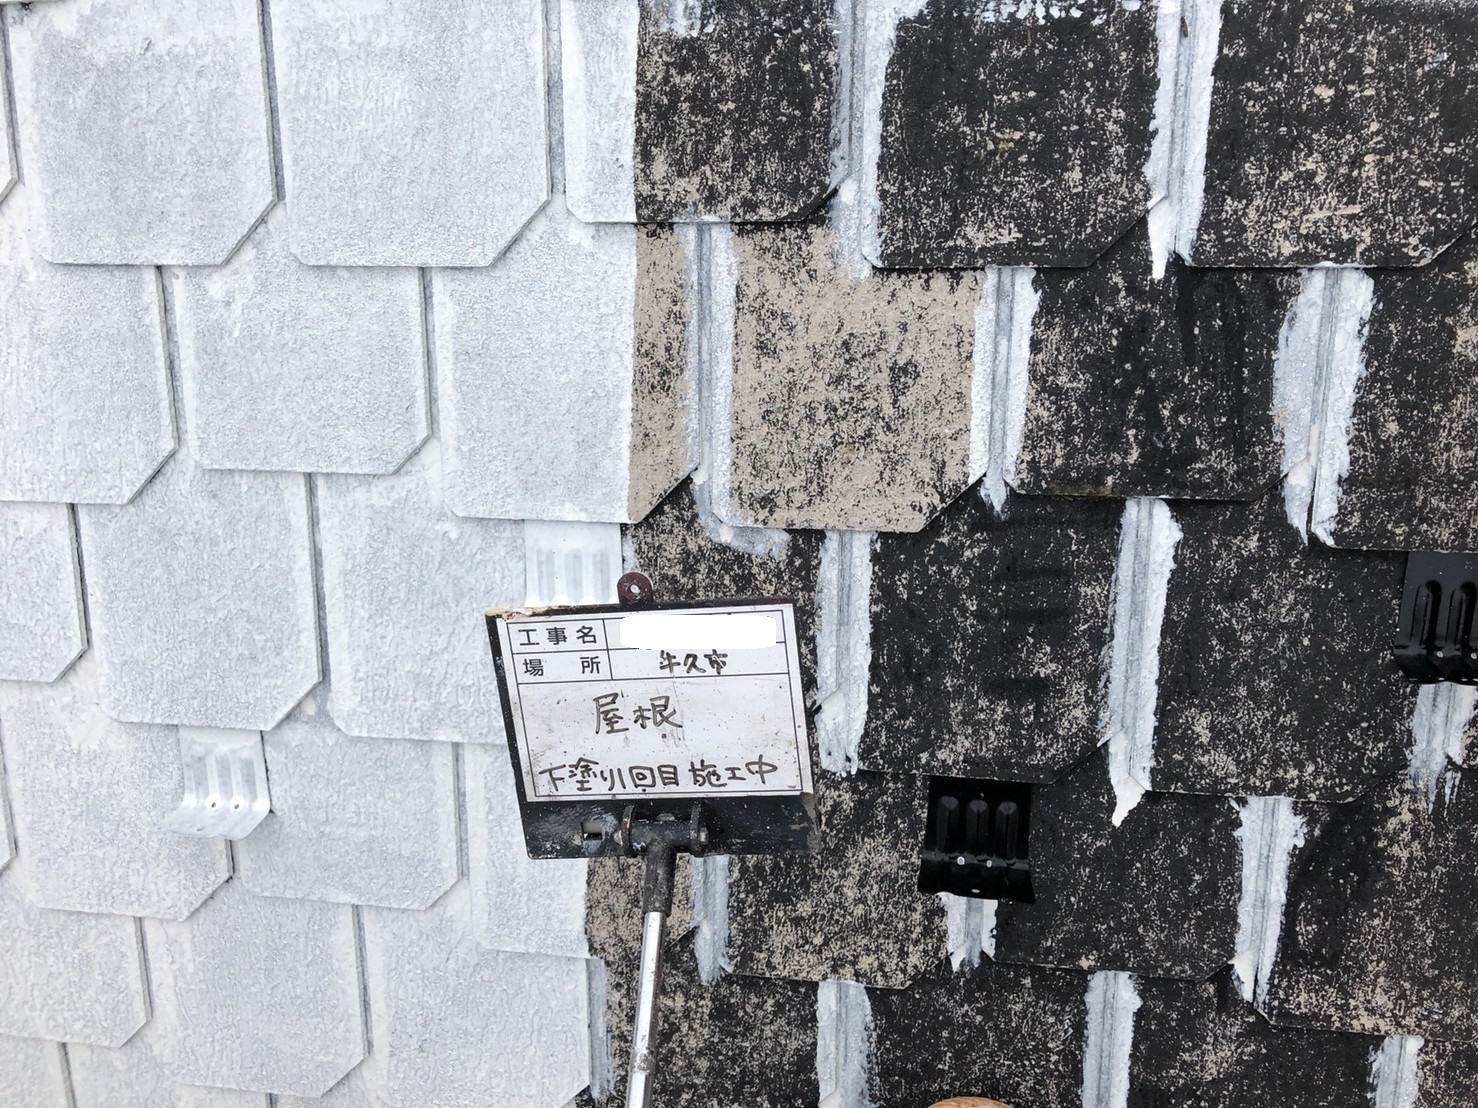 工事名
場所 牛久市
屋根
下塗り1回目施工中